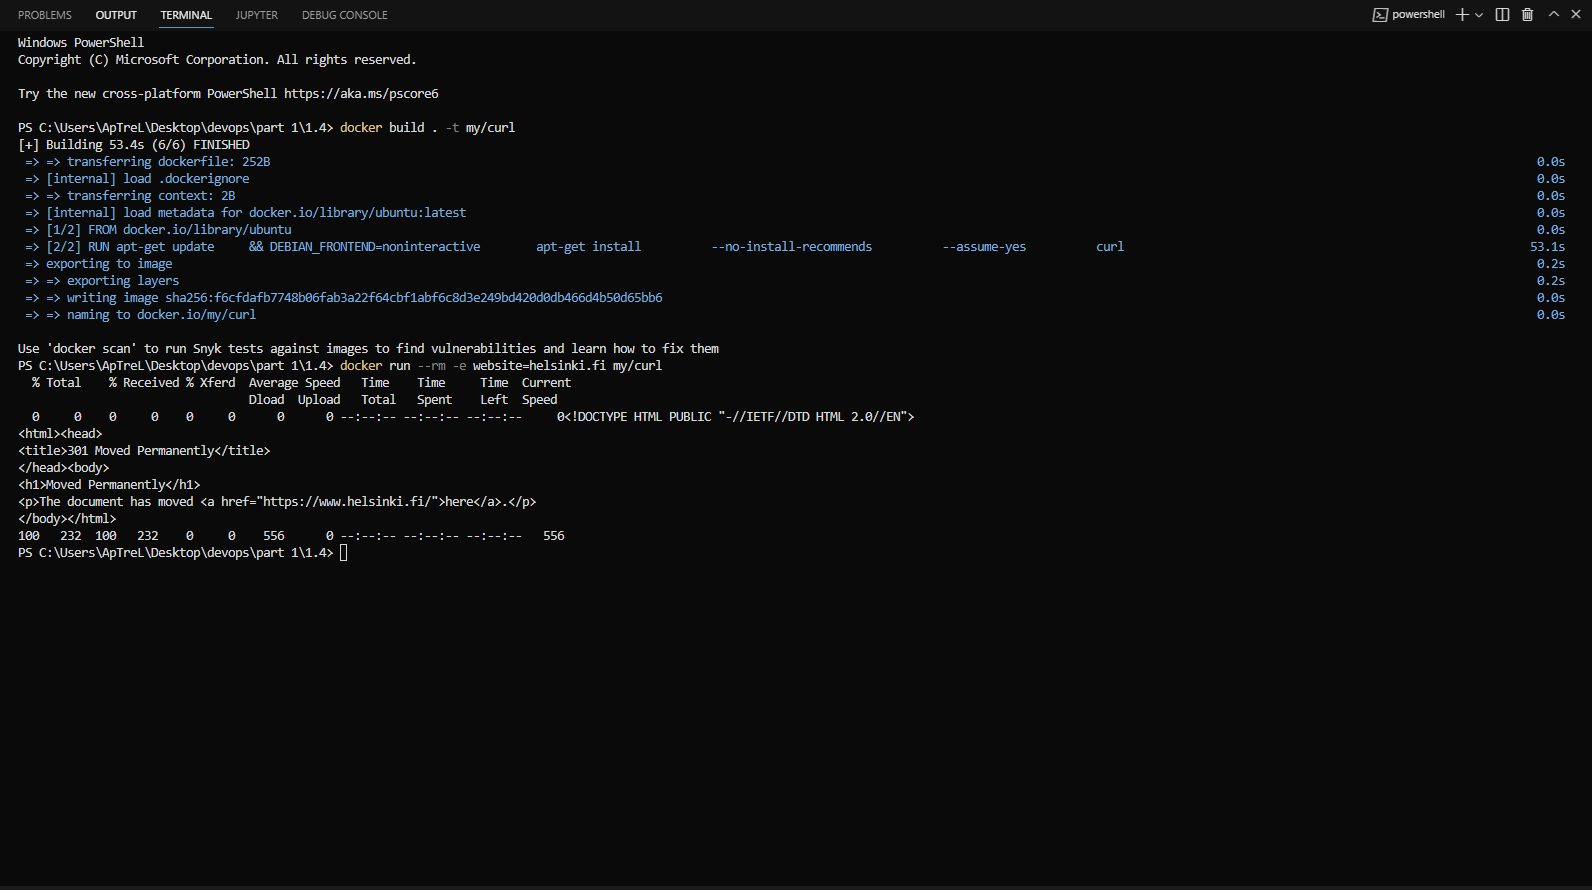 PROBLEMS OUTPUT TERMINAL JUPYTER DEBUG CONSOLE powershell
Windows PowerShell
Copyright (C) Microsoft Corporation. All rights reserved.
Try the new cross-platform PowerShell https://aka.ms/pscore6
PS C:\Users\ApTreL\Desktop\devops\part 1\1.4> docker build . -t my/curl
[+] Building 53.4s (6/6) FINISHED
=> => transferring dockerfile: 252B 0.0s
=> [internal] load .dockerignore 0.0s
=> => transferring context: 2B 0.0s
=> [internal] load metadata for docker.io/library/ubuntu:latest 0.0s
=> [1/2] FROM docker.io/library/ubuntu 0.0s
=> [2/2] RUN apt-get update     && DEBIAN_FRONTEND=noninteractive        apt-get install          --no-install-recommends          --assume-yes          curl 53.1s
=> exporting to image 0.2s
=> => exporting layers 0.2s
=> => writing image sha256:f6cfdafb7748b06fab3a22f64cbf1abf6c8d3e249bd420d0db466d4b50d65bb6 0.0s
=> => naming to docker.io/my/curl 0.0s
Use 'docker scan' to run Snyk tests against images to find vulnerabilities and learn how to fix them
PS C:\Users\ApTreL\Desktop\devops\part 1\1.4> docker run --rm -e website=helsinki.fi my/curl
% Total    % Received % Xferd  Average Speed   Time    Time     Time  Current
Dload  Upload   Total   Spent    Left  Speed
0     0    0     0    0     0      0      0 --:--:-- --:--:-- --:--:--     0<!DOCTYPE HTML PUBLIC "-//IETF//DTD HTML 2.0//EN">
<html><head>
<title>301 Moved Permanently</title>
</head><body>
<h1>Moved Permanently</h1>
<p>The document has moved <a href="https://www.helsinki.fi/">here</a>.</p>
</body></html>
100   232  100   232    0     0    556      0 --:--:-- --:--:-- --:--:--   556
PS C:\Users\ApTreL\Desktop\devops\part 1\1.4>